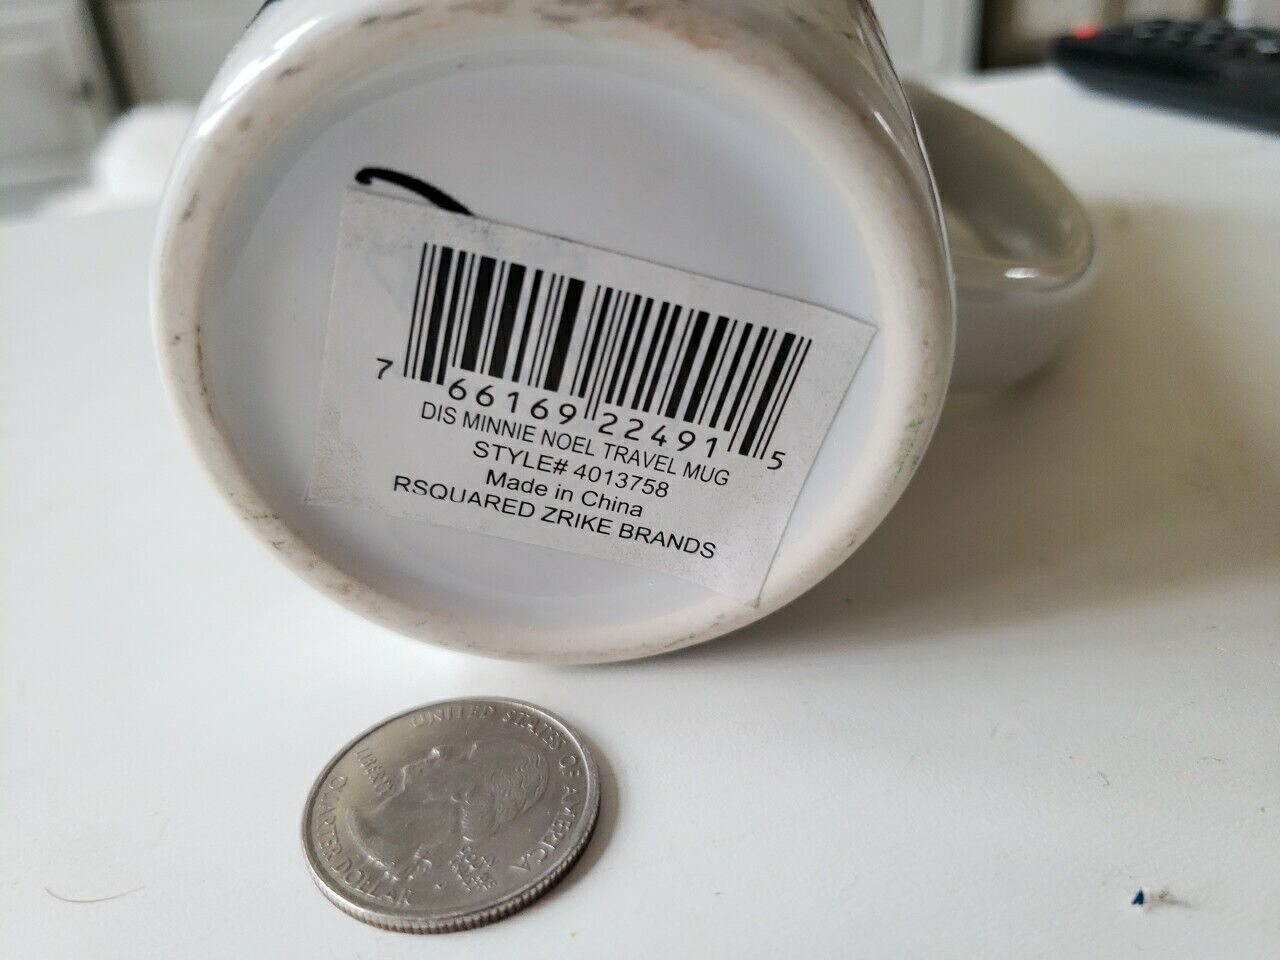 7 66169 22491 5
DIS MINNIE NOEL TRAVEL MUG
STYLE# 4013758
Made in China
RSQUARED ZRIKE BRANDS
UNITED STATES OF AMERICA
LIBERTY
QUARTER DOLLAR